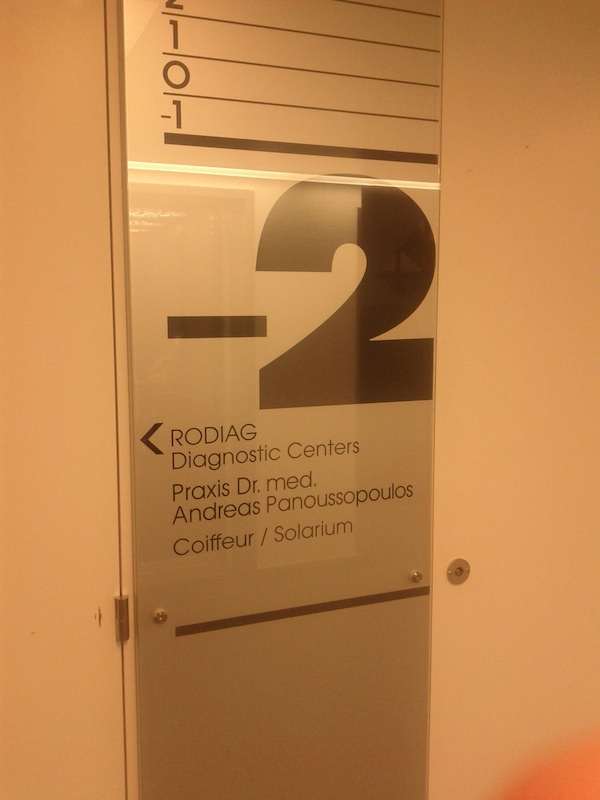 2
1
0
-1
-2
RODIAG
Diagnostic Centers
Praxis Dr. med.
Andreas Panoussopoulos
Coiffeur / Solarium